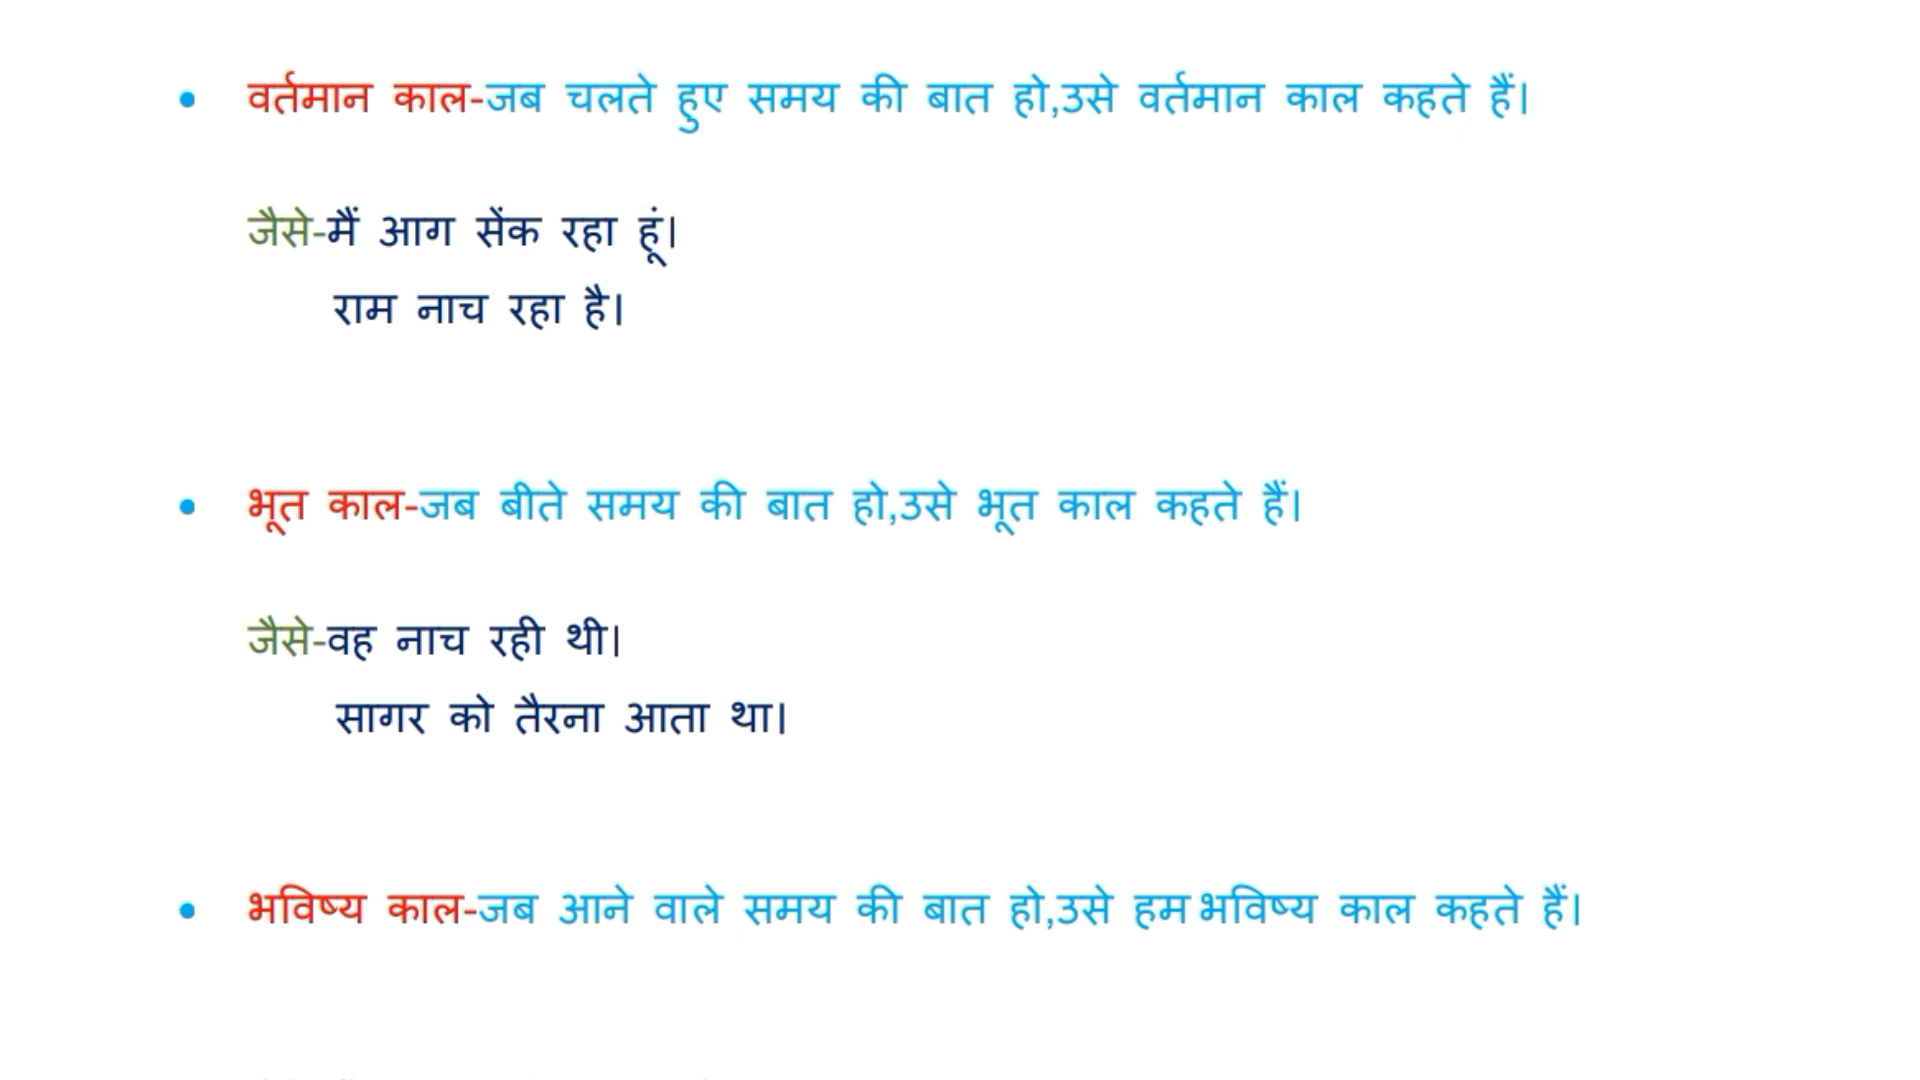 • वर्तमान काल-जब चलते हुए समय की बात हो,उसे वर्तमान काल कहते हैं।
जैसे-मैं आग सेंक रहा हूं।
राम नाच रहा है।
• भूत काल-जब बीते समय की बात हो,उसे भूत काल कहते हैं।
जैसे-वह नाच रही थी।
सागर को तैरना आता था।
• भविष्य काल-जब आने वाले समय की बात हो,उसे हम भविष्य काल कहते हैं।